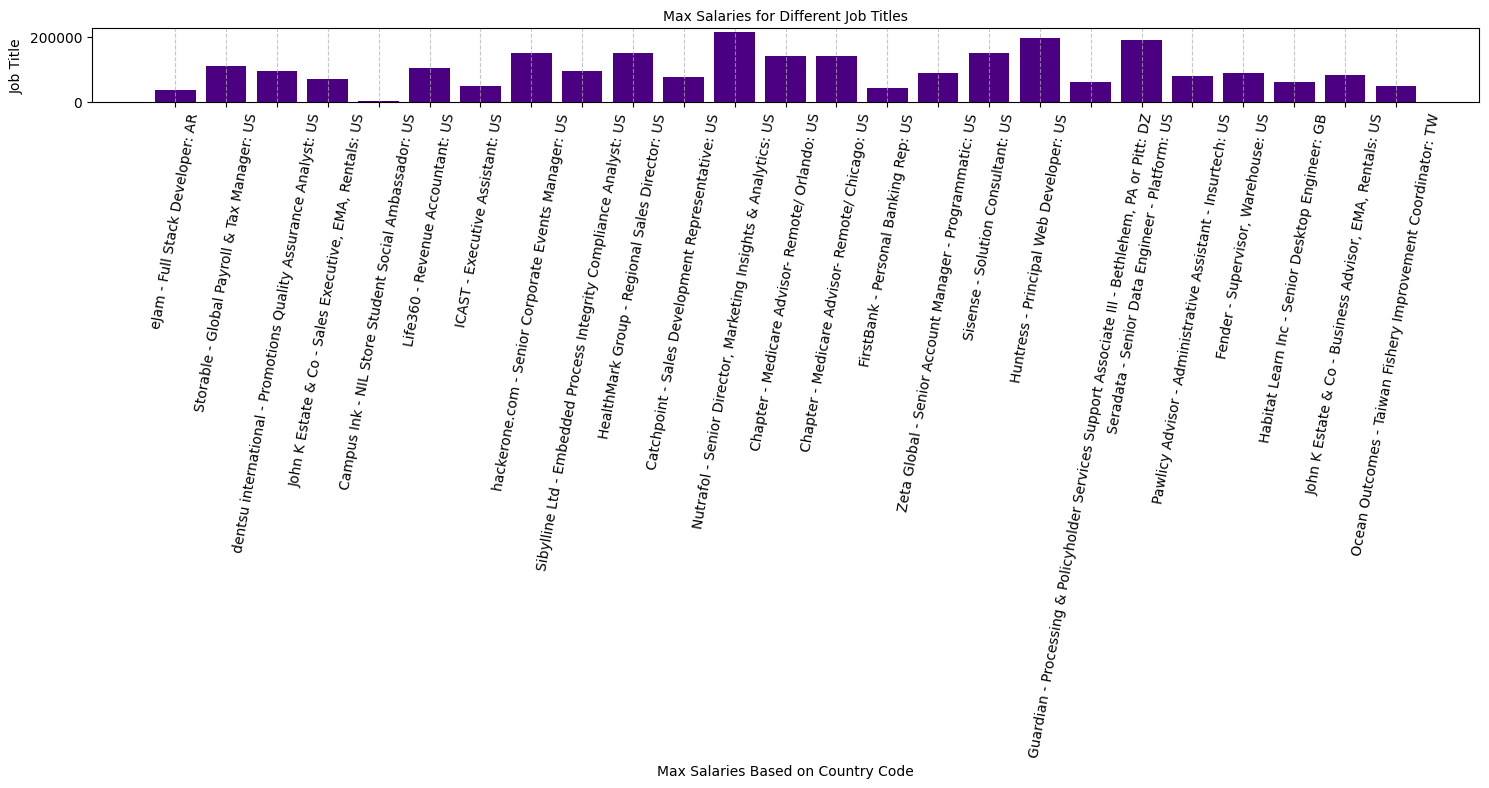 Max Salaries for Different Job Titles
Job Title
200000
0
eJam - Full Stack Developer: AR
Storable - Global Payroll & Tax Manager: US
dentsu international - Promotions Quality Assurance Analyst: US
John K Estate & Co - Sales Executive, EMA, Rentals: US
Campus Ink - NIL Store Student Social Ambassador: US
Life360 - Revenue Accountant: US
ICAST - Executive Assistant: US
hackerone.com - Senior Corporate Events Manager: US
Sibylline Ltd - Embedded Process Integrity Compliance Analyst: US
HealthMark Group - Regional Sales Director: US
Catchpoint - Sales Development Representative: US
Nutrafol - Senior Director, Marketing Insights & Analytics: US
Chapter - Medicare Advisor- Remote/ Orlando: US
Chapter - Medicare Advisor- Remote/ Chicago: US
FirstBank - Personal Banking Rep: US
Zeta Global - Senior Account Manager - Programmatic: US
Sisense - Solution Consultant: US
Huntress - Principal Web Developer: US
Guardian - Processing & Policyholder Services Support Associate III - Bethlehem, PA or Pitt: DZ
Seradata - Senior Data Engineer - Platform: US
Pawlicy Advisor - Administrative Assistant - Insurtech: US
Fender - Supervisor, Warehouse: US
Habitat Learn Inc - Senior Desktop Engineer: GB
John K Estate & Co - Business Advisor, EMA, Rentals: US
Ocean Outcomes - Taiwan Fishery Improvement Coordinator: TW
Max Salaries Based on Country Code